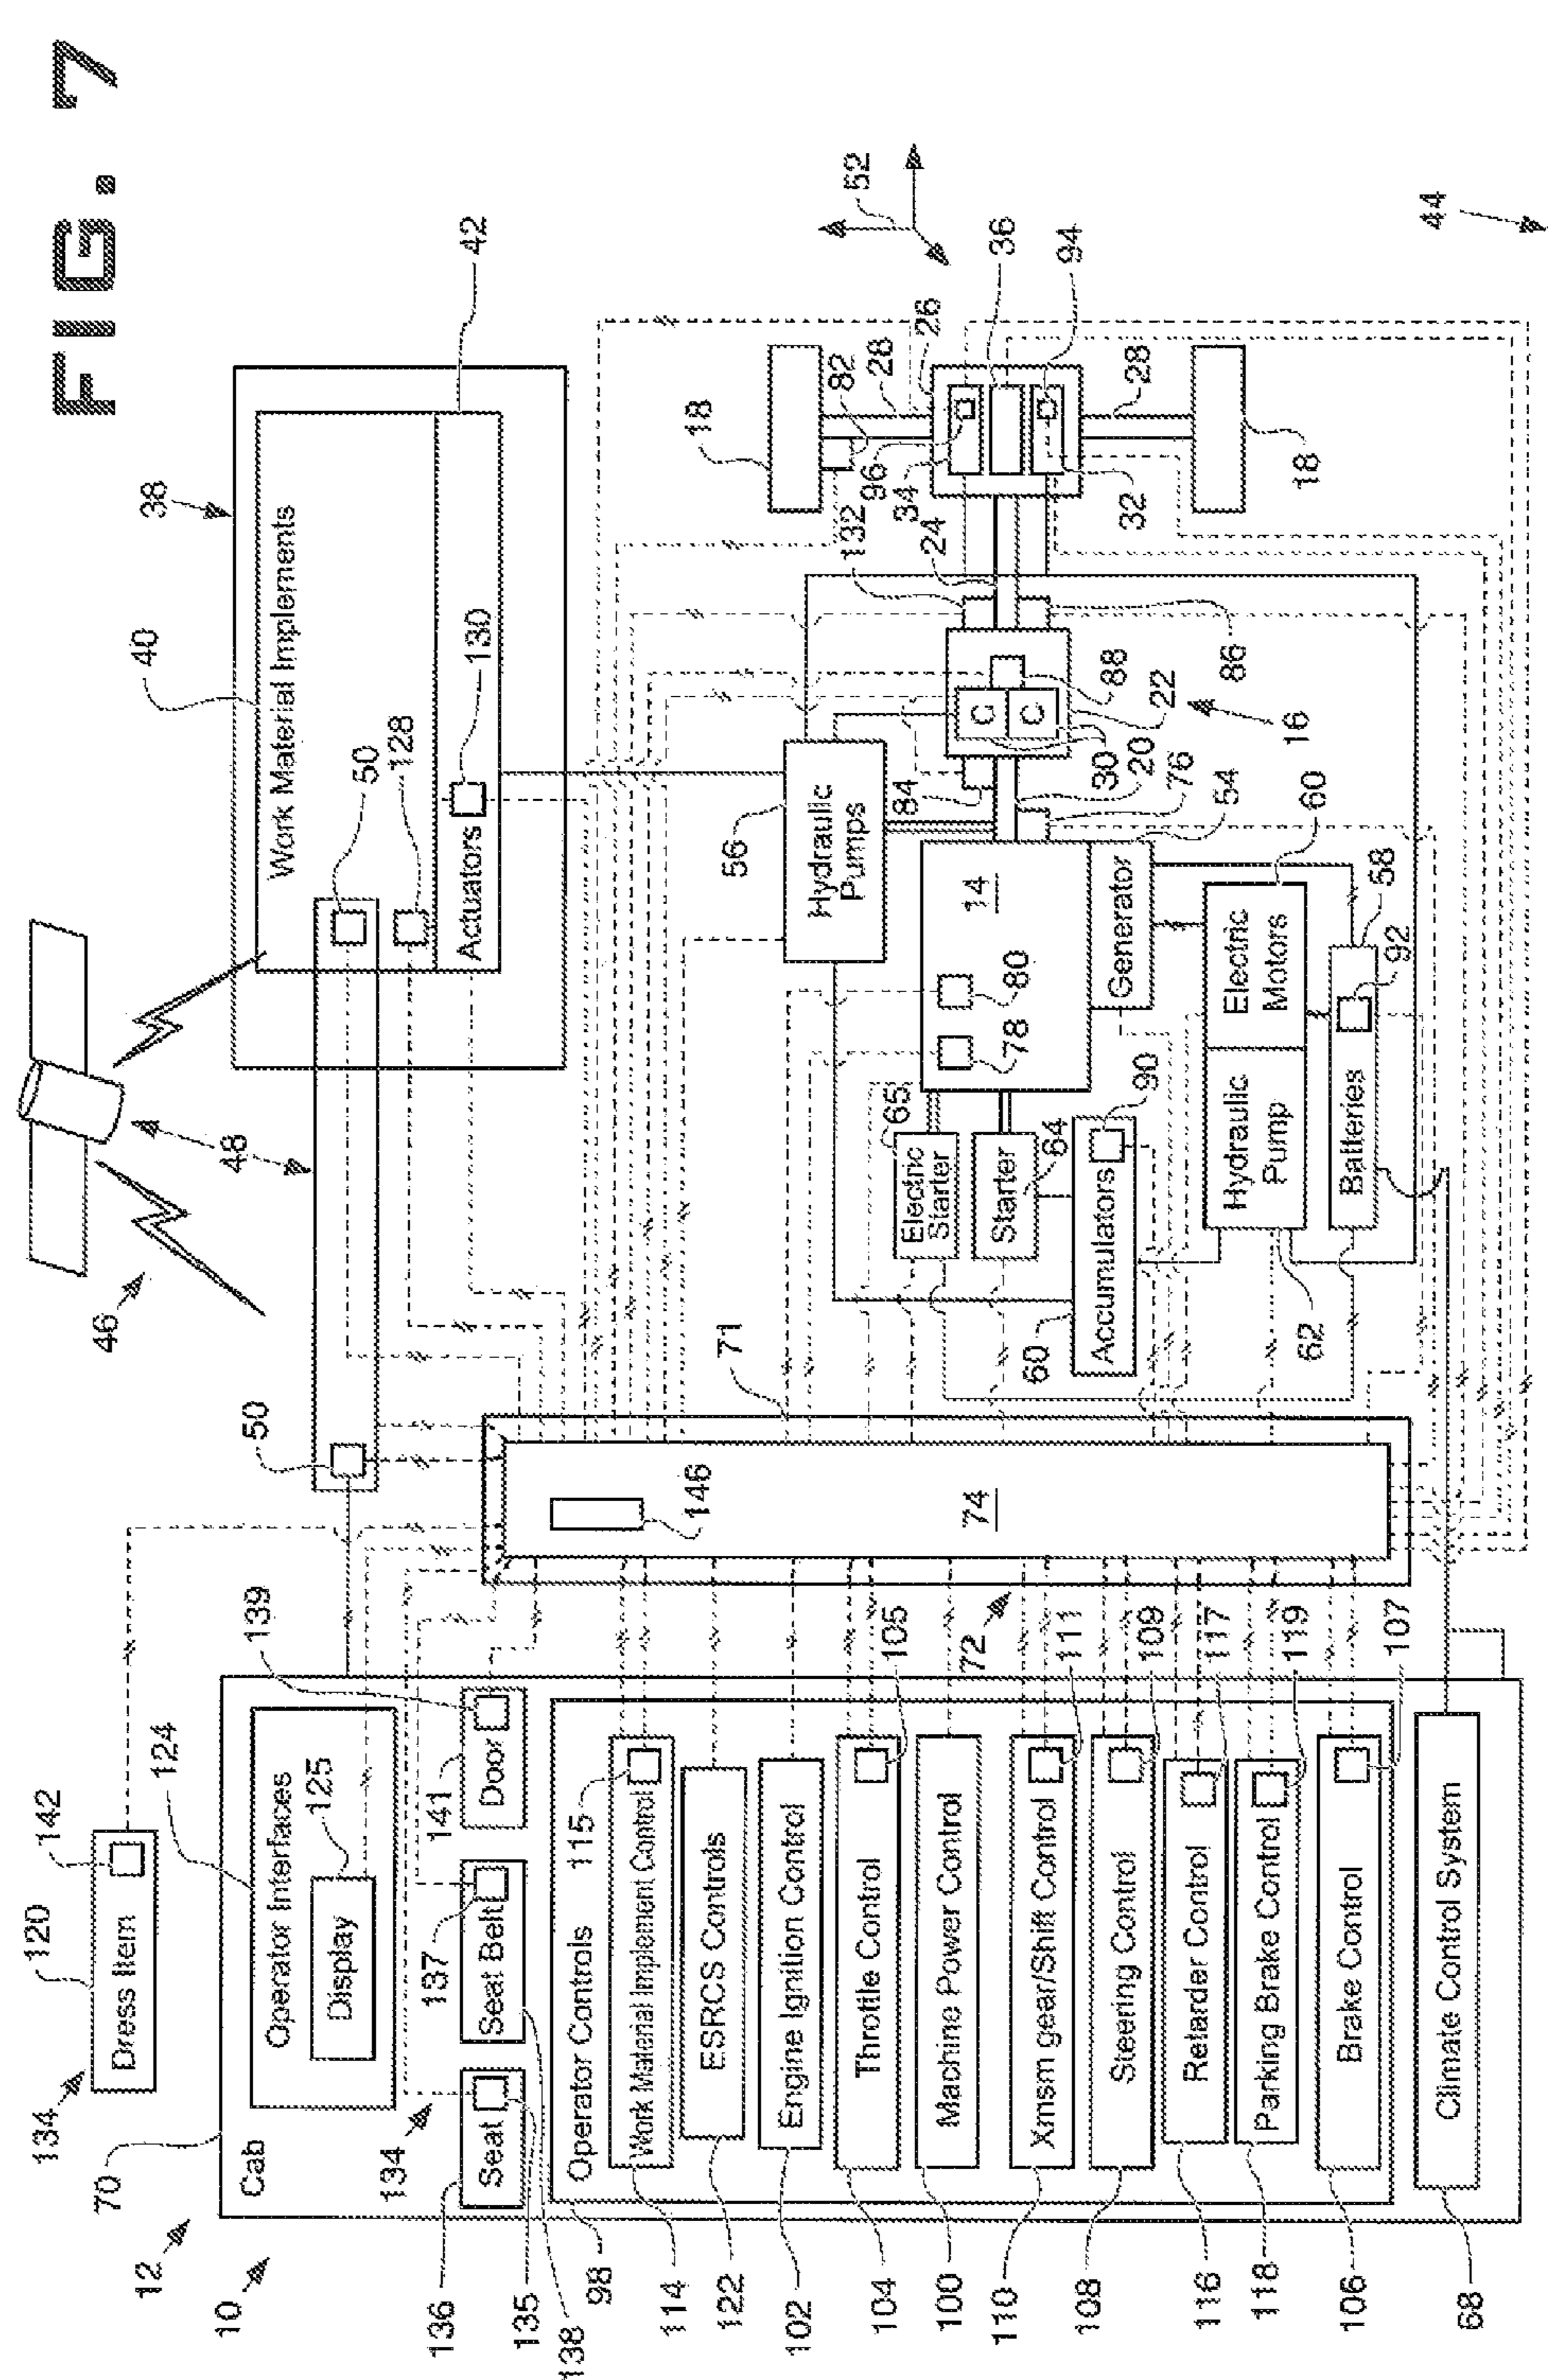 FIG. 7
46
48
38
40
Work Material Implements
50
128
Actuators
130
42
50
52
44
12
10
134
120
Dress Item
142
70
Cab
124
Operator Interfaces
125
Display
139
141
Door
137
Seat Belt
138
134
136
Seat
135
98
Operator Controls
115
Work Material Implement Control
114
ESRCS Controls
122
Engine Ignition Control
102
Throttle Control
104
105
Machine Power Control
100
Xmsm gear/Shift Control
110
111
Steering Control
108
109
Retarder Control
116
117
Parking Brake Control
118
119
Brake Control
106
107
Climate Control System
68
71
72
74
146
56
Hydraulic
Pumps
14
80
78
65
Electric
Starter
Starter
64
60
Accumulators
90
Generator
54
Electric
Motors
60
Hydraulic
Pump
62
Batteries
58
92
84
76
20
30
C
C
22
88
16
86
132
24
18
82
28
26
96
34
36
94
32
28
18